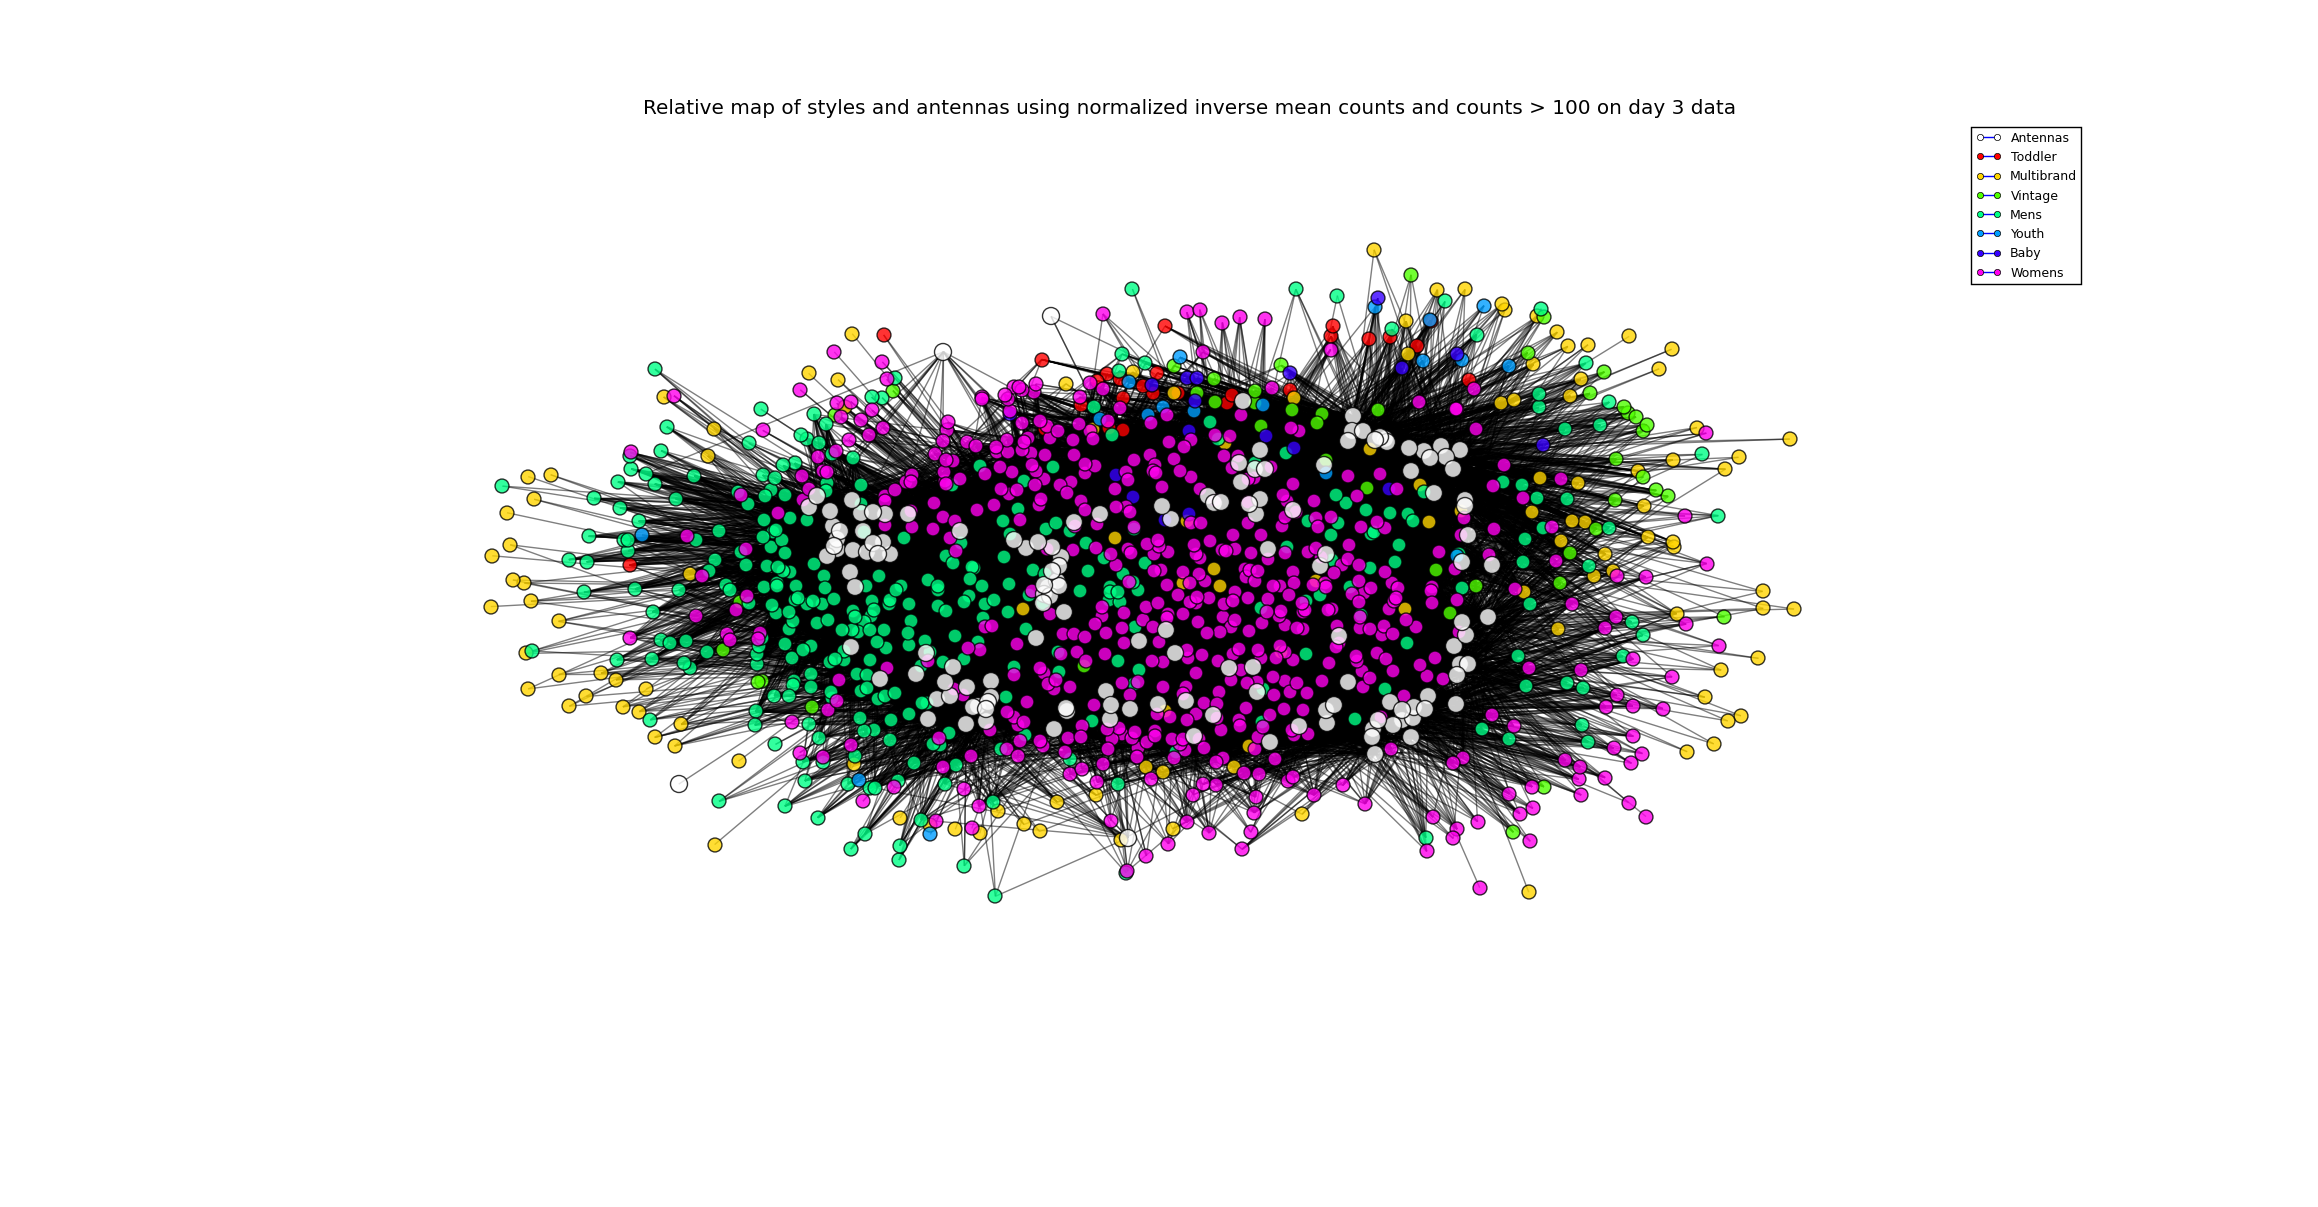 Relative map of styles and antennas using normalized inverse mean counts and counts > 100 on day 3 data
Antennas
Toddler
Multibrand
Vintage
Mens
Youth
Baby
Womens